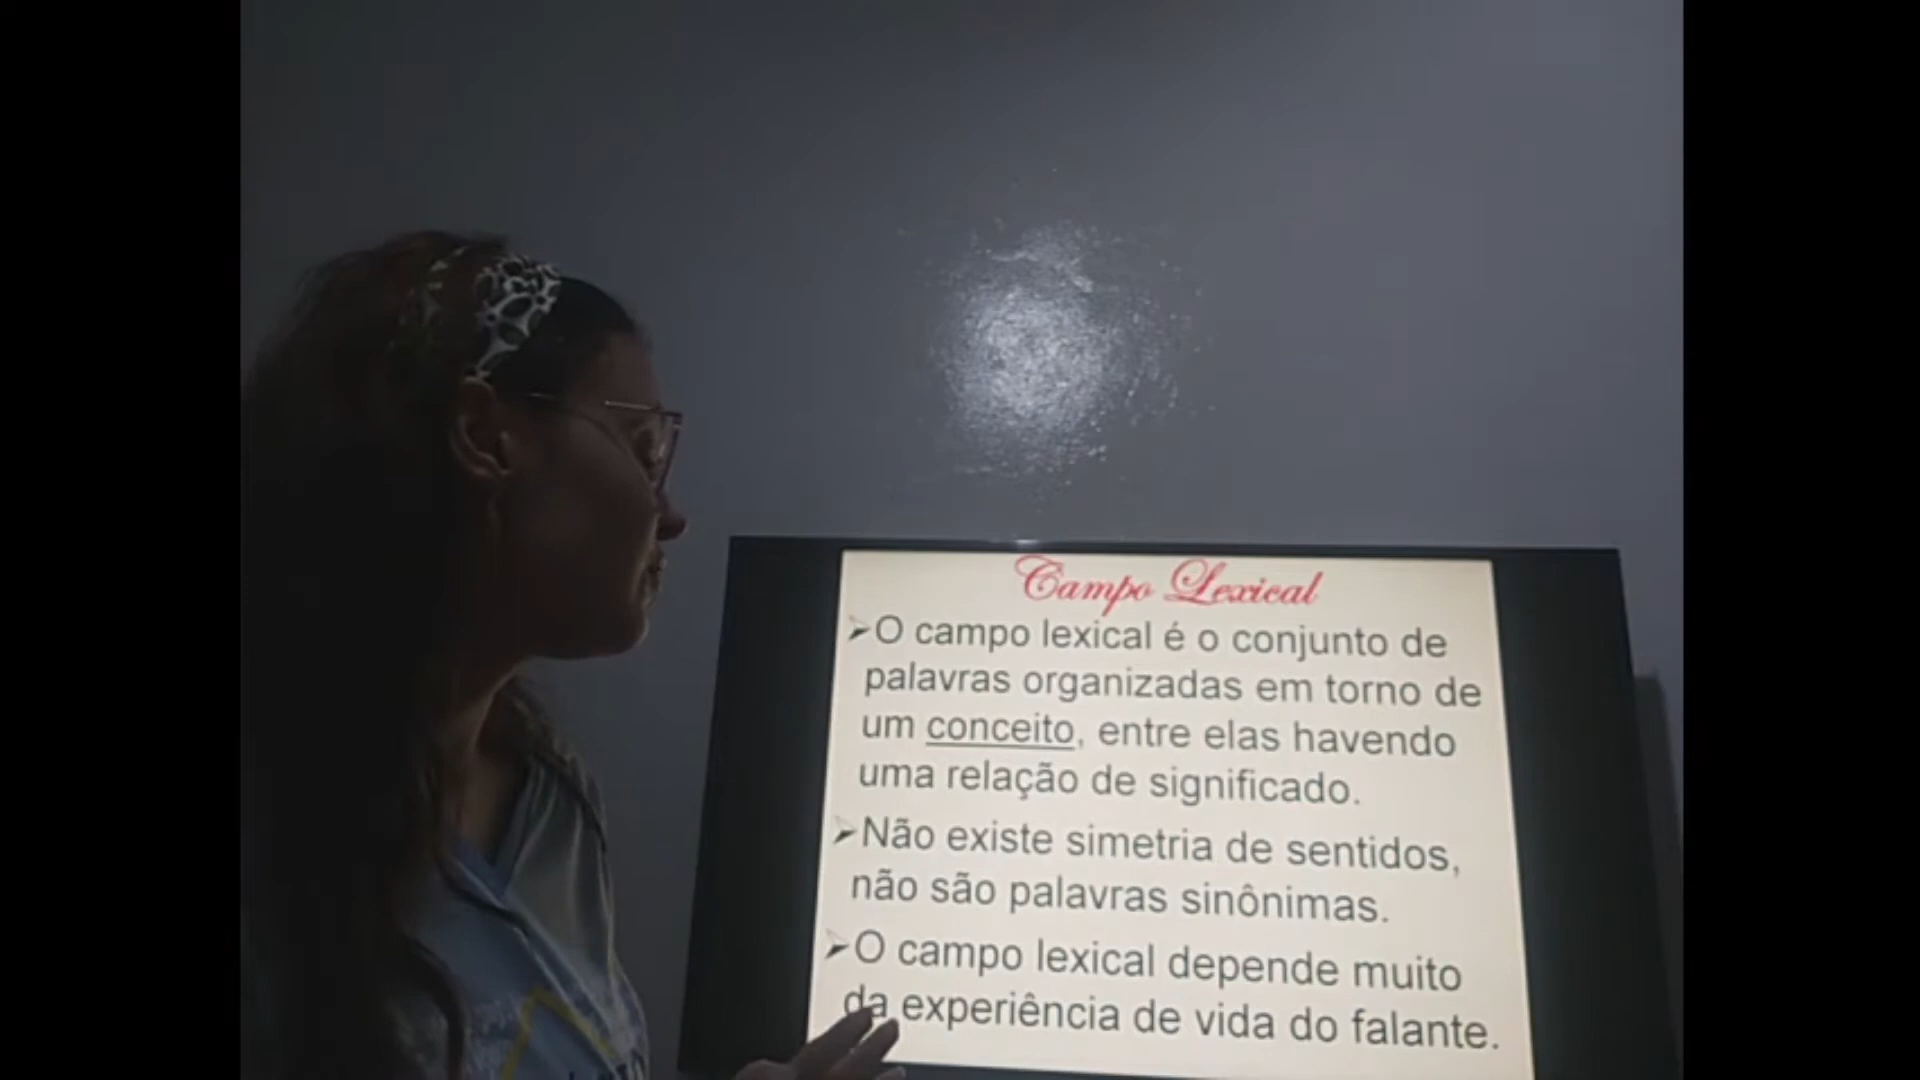 Campo Lexical
➢O campo lexical é o conjunto de
palavras organizadas em torno de
um conceito, entre elas havendo
uma relação de significado.
➢Não existe simetria de sentidos,
não são palavras sinônimas.
➢O campo lexical depende muito
da experiência de vida do falante.